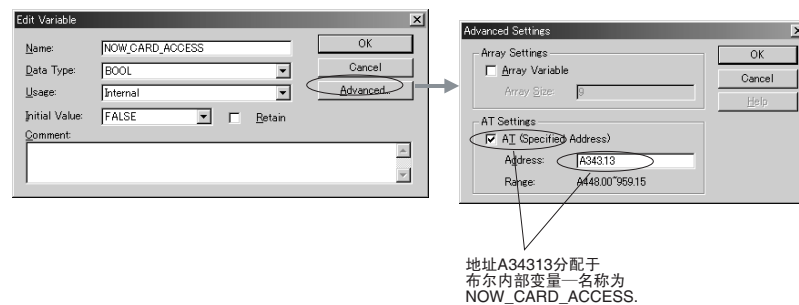 Edit Variable
Name: NOW_CARD_ACCESS
OK
Data Type: BOOL
Cancel
Usage: Internal
Advanced...
Initial Value: FALSE
Retain
Comment:
Advanced Settings
Array Settings
OK
Array Variable
Cancel
Array Size: 9
Help
AT Settings
AT (Specified Address)
Address: A343.13
Range: A448.00~959.15
地址A34313分配于
布尔内部变量—名称为
NOW_CARD_ACCESS.